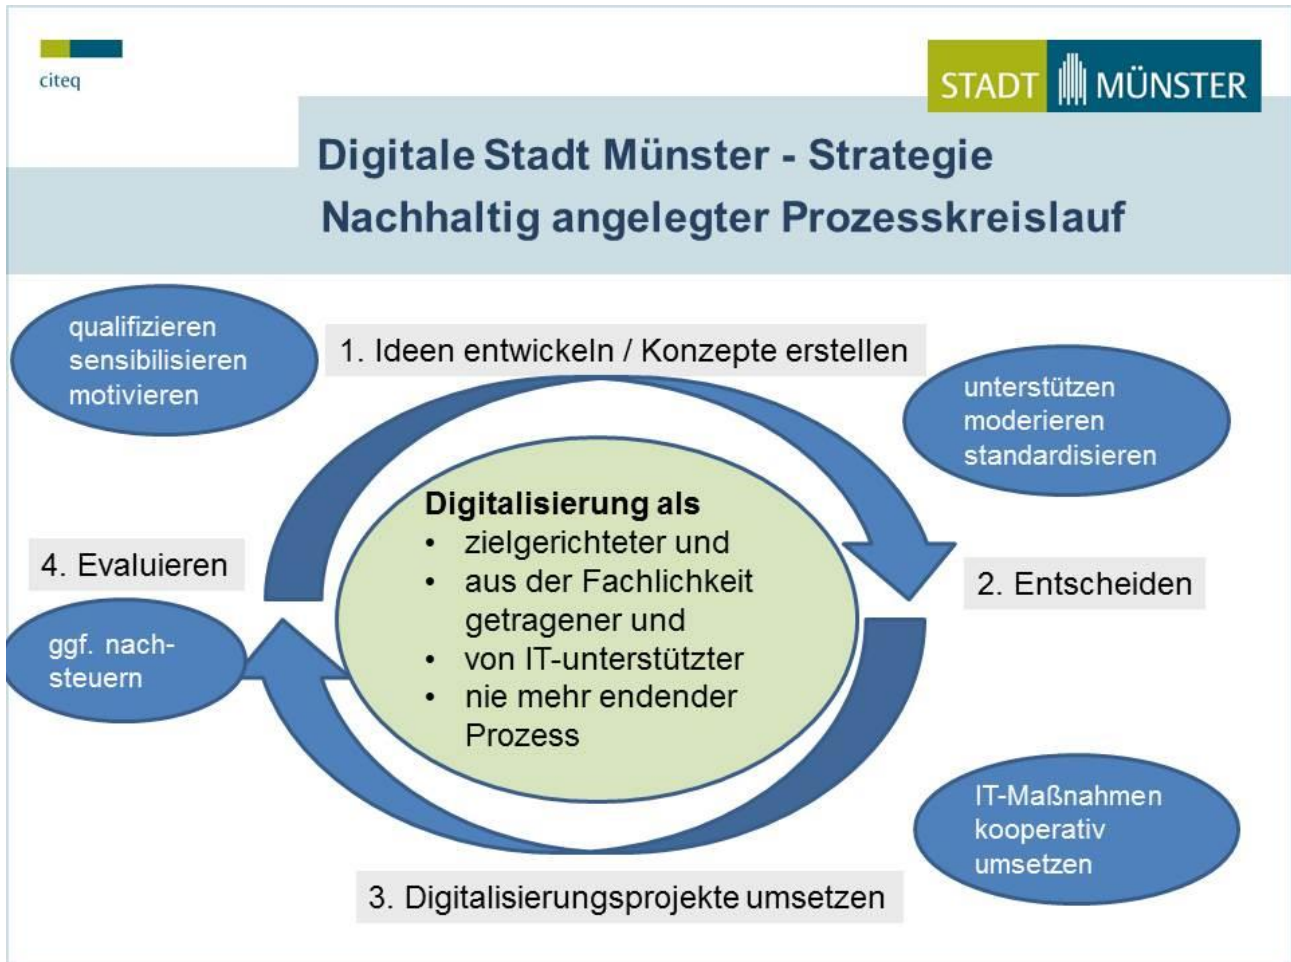 citeq
STADT MÜNSTER
Digitale Stadt Münster - Strategie
Nachhaltig angelegter Prozesskreislauf
qualifizieren
sensibilisieren
motivieren
1. Ideen entwickeln / Konzepte erstellen
unterstützen
moderieren
standardisieren
Digitalisierung als
• zielgerichteter und
• aus der Fachlichkeit
getragener und
• von IT-unterstützter
• nie mehr endender
Prozess
4. Evaluieren
2. Entscheiden
ggf. nach-
steuern
IT-Maßnahmen
kooperativ
umsetzen
3. Digitalisierungsprojekte umsetzen